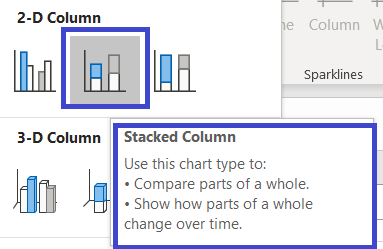 2-D Column
ine Column W
L
Sparklines
3-D Column
Stacked Column
Use this chart type to:
• Compare parts of a whole.
• Show how parts of a whole
change over time.